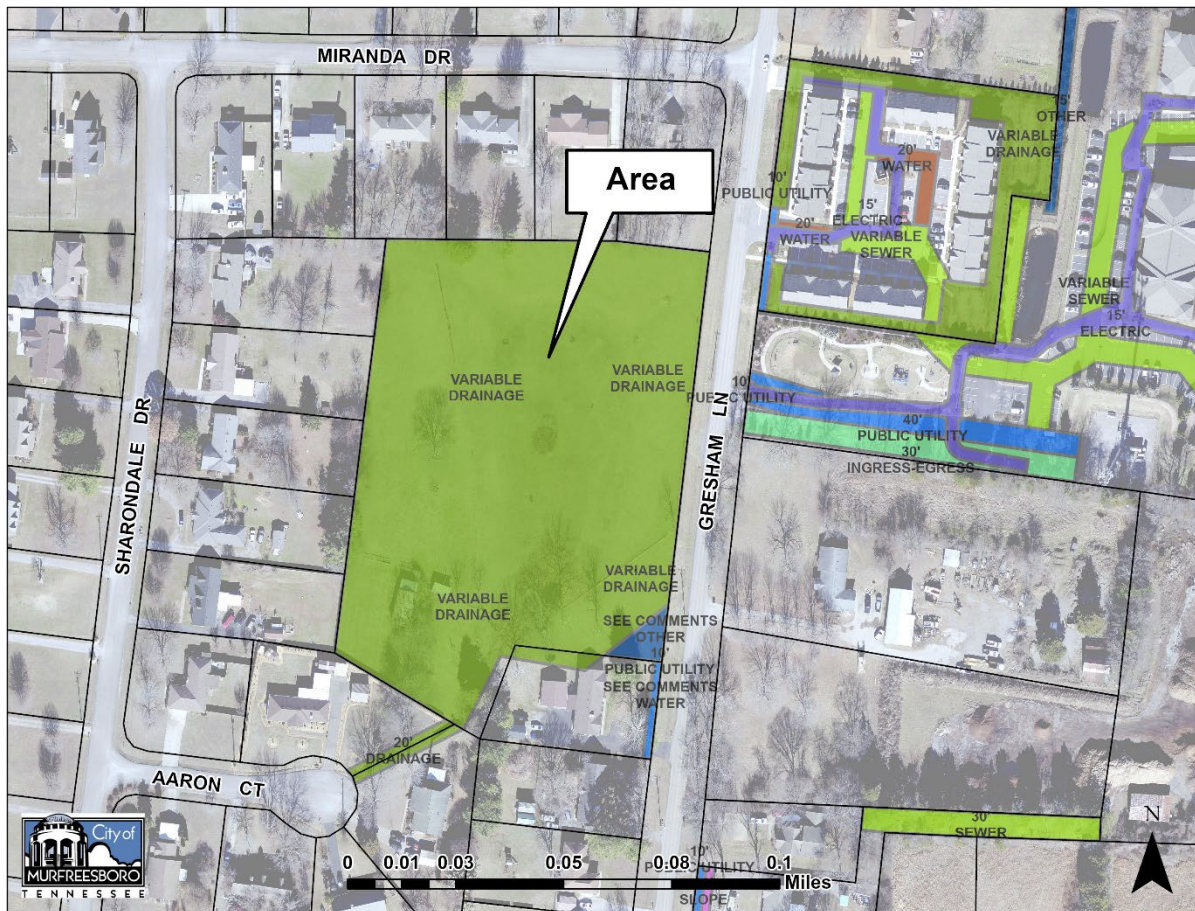 MIRANDA DR
Area
15'
OTHER
VARIABLE
DRAINAGE
20'
WATER
10'
PUBLIC UTILITY
15'
ELECTRIC
20'
WATER
VARIABLE
SEWER
VARIABLE
SEWER
15'
ELECTRIC
SHARONDALE DR
VARIABLE
DRAINAGE
VARIABLE
DRAINAGE
GRESHAM LN
10'
PUBLIC UTILITY
40'
PUBLIC UTILITY
30'
INGRESS-EGRESS
VARIABLE
DRAINAGE
VARIABLE
DRAINAGE
SEE COMMENTS
OTHER
10'
PUBLIC UTILITY
SEE COMMENTS
WATER
20'
DRAINAGE
AARON CT
30'
SEWER
N
City of
MURFREESBORO
TENNESSEE
0 0.01 0.03 0.05 0.08 0.1
Miles
10'
PUBLIC UTILITY
SLOPE